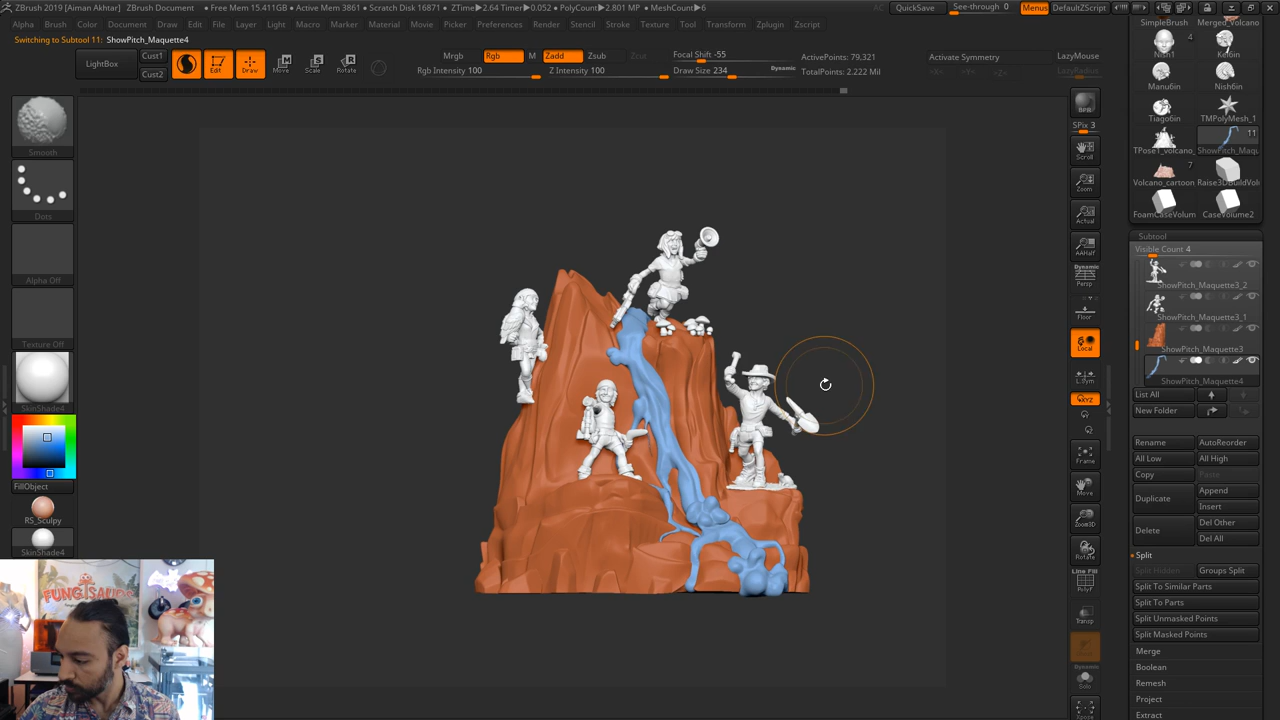 ZBrush 2019 [Aiman Akhtar] ZBrush Document • Free Mem 15.411GB • Active Mem 3861 • Scratch Disk 16871 • ZTime▸2.64 Timer▸0.052 • PolyCount▸2.801 MP • MeshCount▸6 QuickSave See-through 0 Menus DefaultZScript
Alpha Brush Color Document Draw Edit File Layer Light Macro Marker Material Movie Picker Preferences Render Stencil Stroke Texture Tool Transform Zplugin Zscript
Switching to Subtool 11: ShowPitch_Maquette4
LightBox Cust1 Cust2 Edit Draw Move Scale Rotate
Mrgb Rgb M Zadd Zsub Zcut
Rgb Intensity 100 Z Intensity 100
Focal Shift -55
Draw Size 234 Dynamic
ActivePoints: 79,321
TotalPoints: 2.222 Mil
Activate Symmetry
LazyMouse
LazyRadius
Smooth
Dots
Alpha Off
Texture Off
SkinShade4
FillObject
RS_Sculpy
SkinShade4
FUNGISAURS
BPR
SPix 3
Scroll
Zoom
Actual
AAHalf
Dynamic
Persp
Floor
Local
L.Sym
Frame
Move
Zoom3D
Rotate
Line Fill
PolyF
Transp
Dynamic
Solo
Xpose
SimpleBrush Merged_Volcano
4
Nish1 Kelbin
Manu6in Nish6in
Tiago6in TMPolyMesh_1
11
TPose1_volcano_ ShowPitch_Maqu
7
Volcano_cartoon Raise3DBuildVol
FoamCaseVolum CaseVolume2
Subtool
Visible Count 4
ShowPitch_Maquette3_2
ShowPitch_Maquette3_1
ShowPitch_Maquette3
ShowPitch_Maquette4
List All
New Folder
Rename AutoReorder
All Low All High
Copy Paste
Duplicate Append
Insert
Delete Del Other
Del All
Split
Split Hidden Groups Split
Split To Similar Parts
Split To Parts
Split Unmasked Points
Split Masked Points
Merge
Boolean
Remesh
Project
Extract